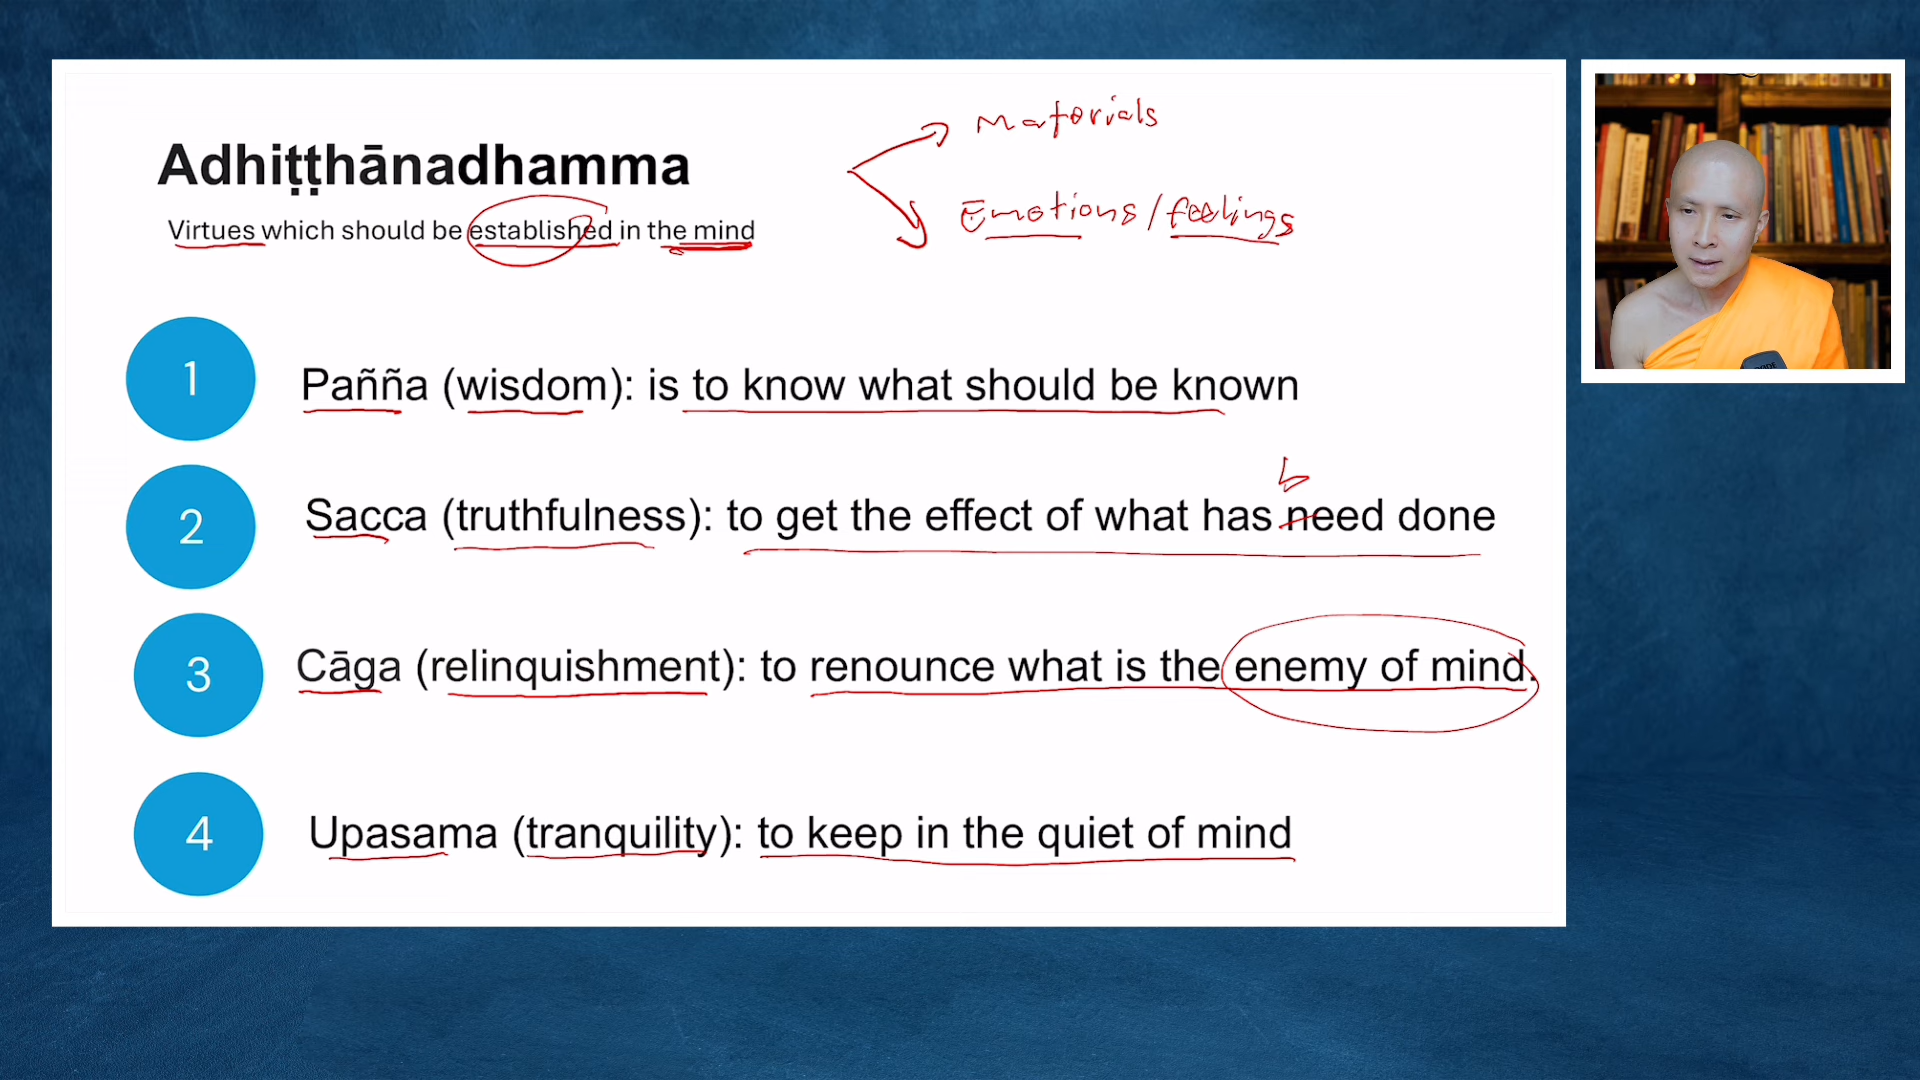 Adhiṭṭhānadhamma
Materials
Virtues which should be established in the mind
Emotions/feelings
1
Pañña (wisdom): is to know what should be known
b
2
Sacca (truthfulness): to get the effect of what has need done
3
Cāga (relinquishment): to renounce what is the enemy of mind.
4
Upasama (tranquility): to keep in the quiet of mind